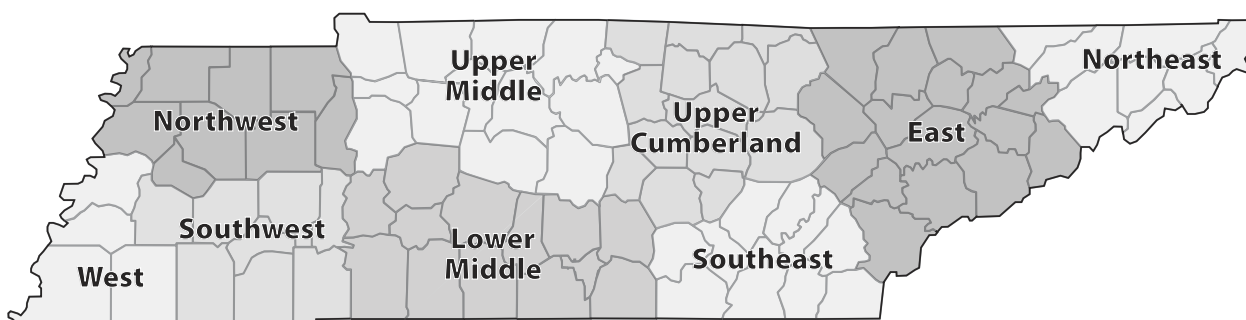 Upper
Middle
Northeast
Northwest
Upper
Cumberland
East
Southwest
Lower
Middle
Southeast
West